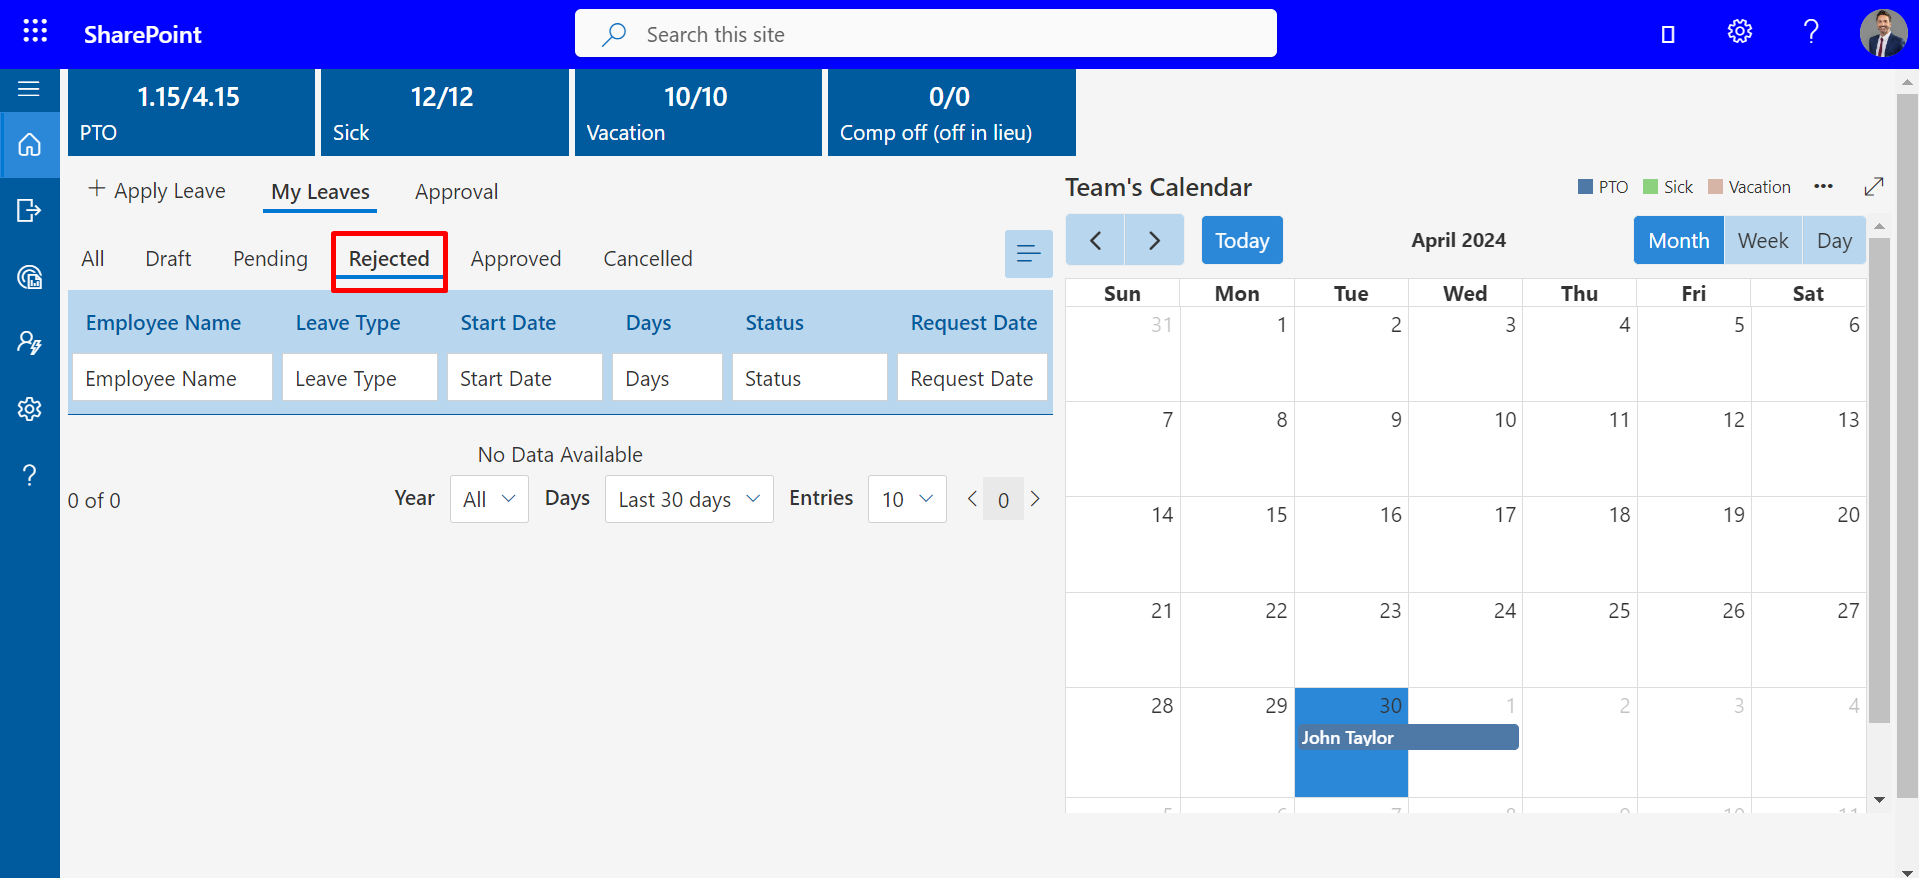 SharePoint
Search this site
?
1.15/4.15
PTO
12/12
Sick
10/10
Vacation
0/0
Comp off (off in lieu)
+ Apply Leave My Leaves Approval
All Draft Pending Rejected Approved Cancelled
Employee Name Leave Type Start Date Days Status Request Date
Employee Name Leave Type Start Date Days Status Request Date
No Data Available
0 of 0 Year All Days Last 30 days Entries 10 < 0 >
Team's Calendar PTO Sick Vacation ...
< > Today April 2024 Month Week Day
Sun Mon Tue Wed Thu Fri Sat
31 1 2 3 4 5 6
7 8 9 10 11 12 13
14 15 16 17 18 19 20
21 22 23 24 25 26 27
28 29 30 1 2 3 4
John Taylor
?